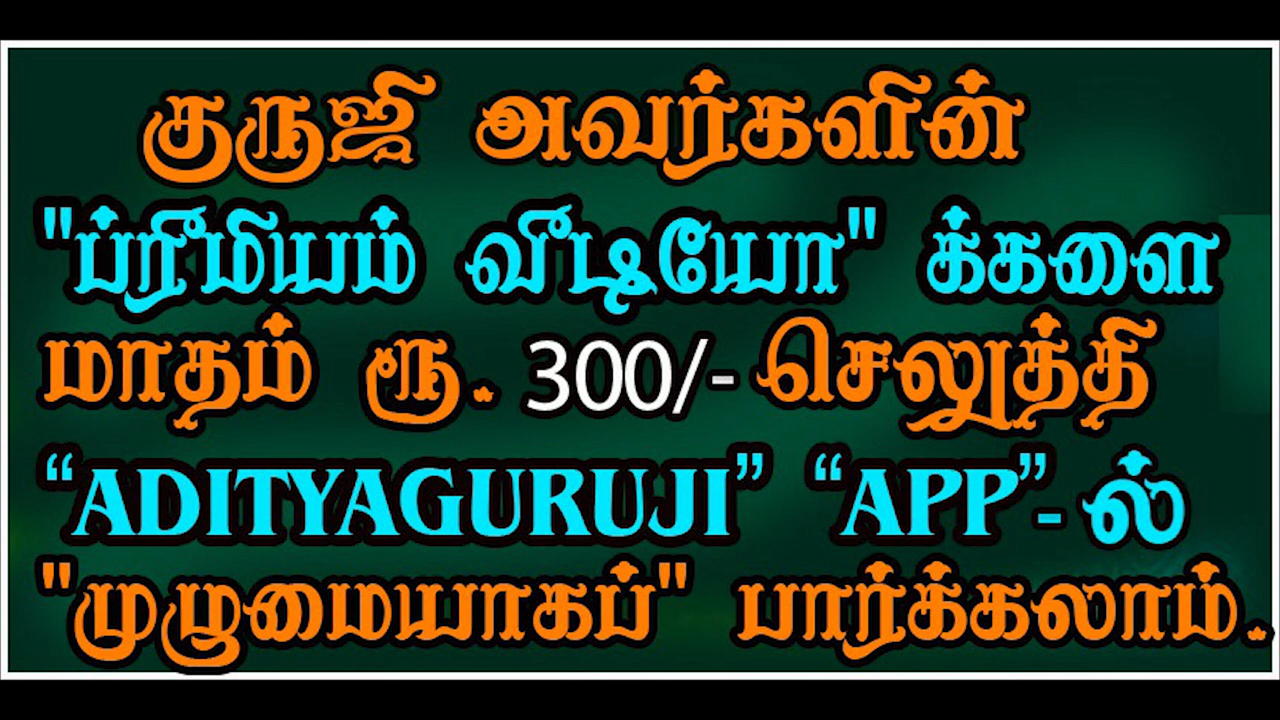 குருஜி அவர்களின்
"ப்ரீமியம் வீடியோ" க்களை
மாதம் ரூ. 300/- செலுத்தி
“ADITYAGURUJI” “APP”- ல்
"முழுமையாகப்" பார்க்கலாம்.